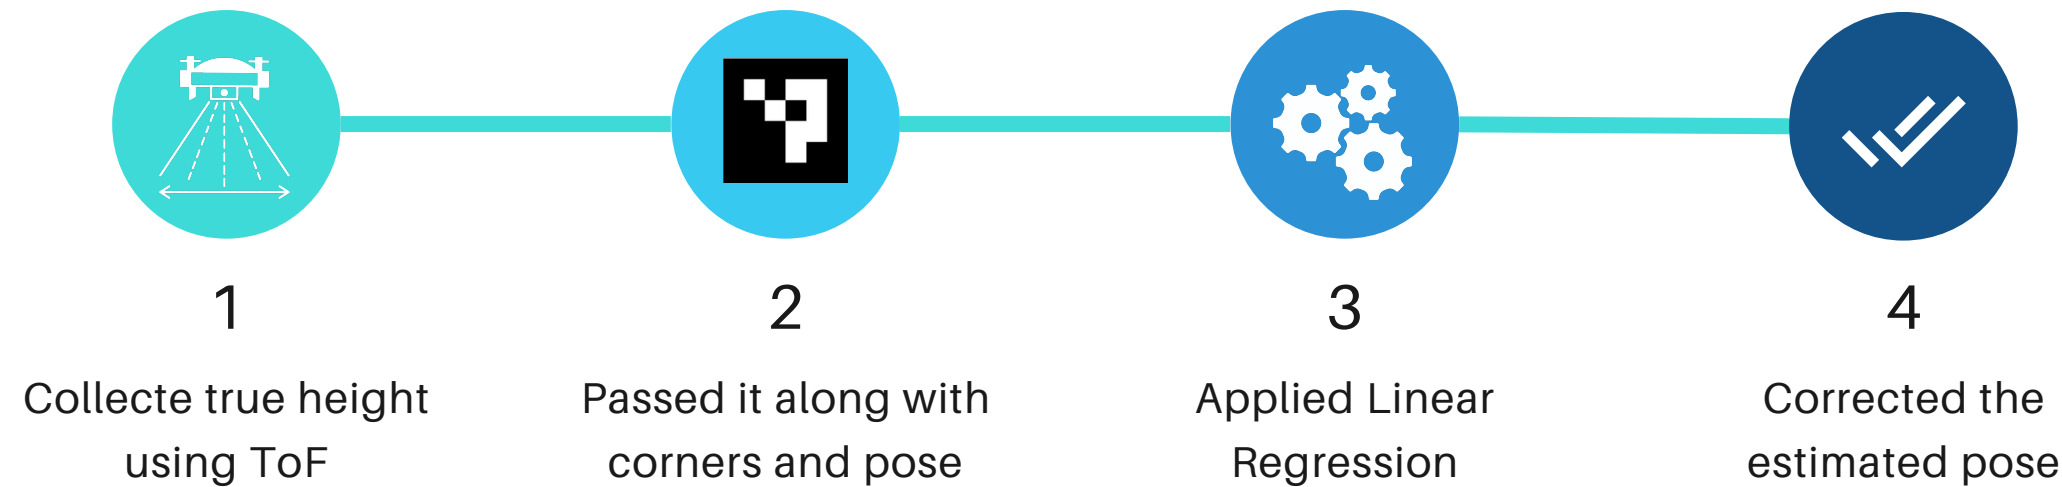 1
Collecte true height
using ToF
2
Passed it along with
corners and pose
3
Applied Linear
Regression
4
Corrected the
estimated pose